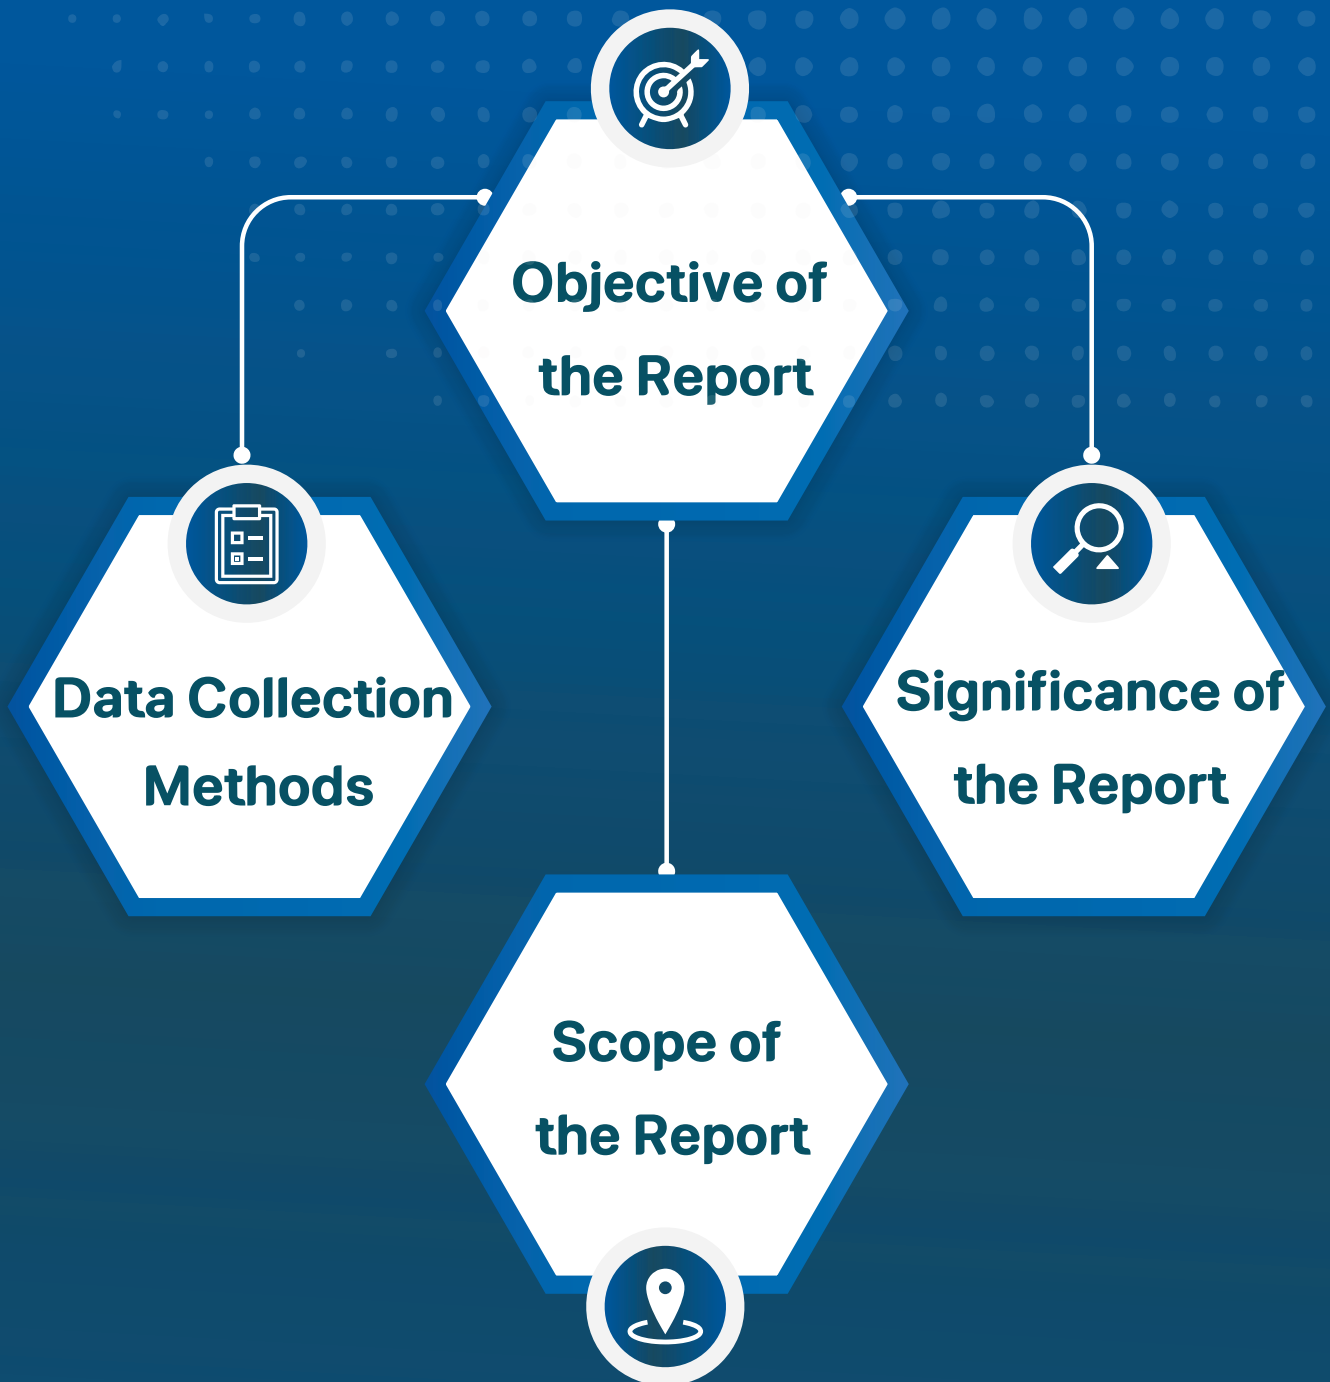 Objective of
the Report
Data Collection
Methods
Significance of
the Report
Scope of
the Report